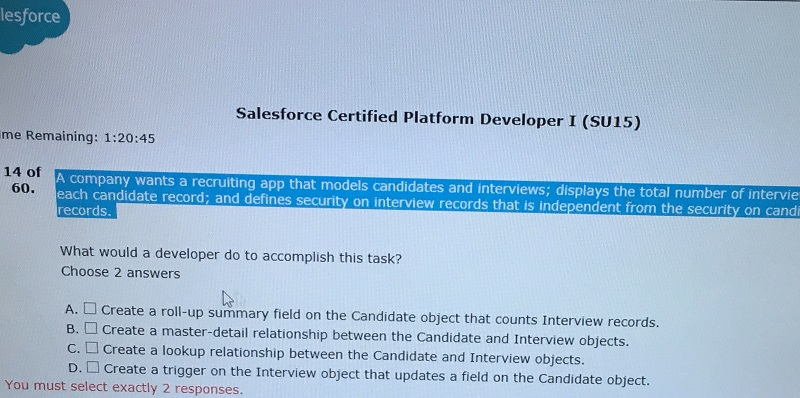 lesforce
Salesforce Certified Platform Developer I (SU15)
me Remaining: 1:20:45
14 of
60.
A company wants a recruiting app that models candidates and interviews; displays the total number of intervie
each candidate record; and defines security on interview records that is independent from the security on candi
records.
What would a developer do to accomplish this task?
Choose 2 answers
A. Create a roll-up summary field on the Candidate object that counts Interview records.
B. Create a master-detail relationship between the Candidate and Interview objects.
C. Create a lookup relationship between the Candidate and Interview objects.
D. Create a trigger on the Interview object that updates a field on the Candidate object.
You must select exactly 2 responses.